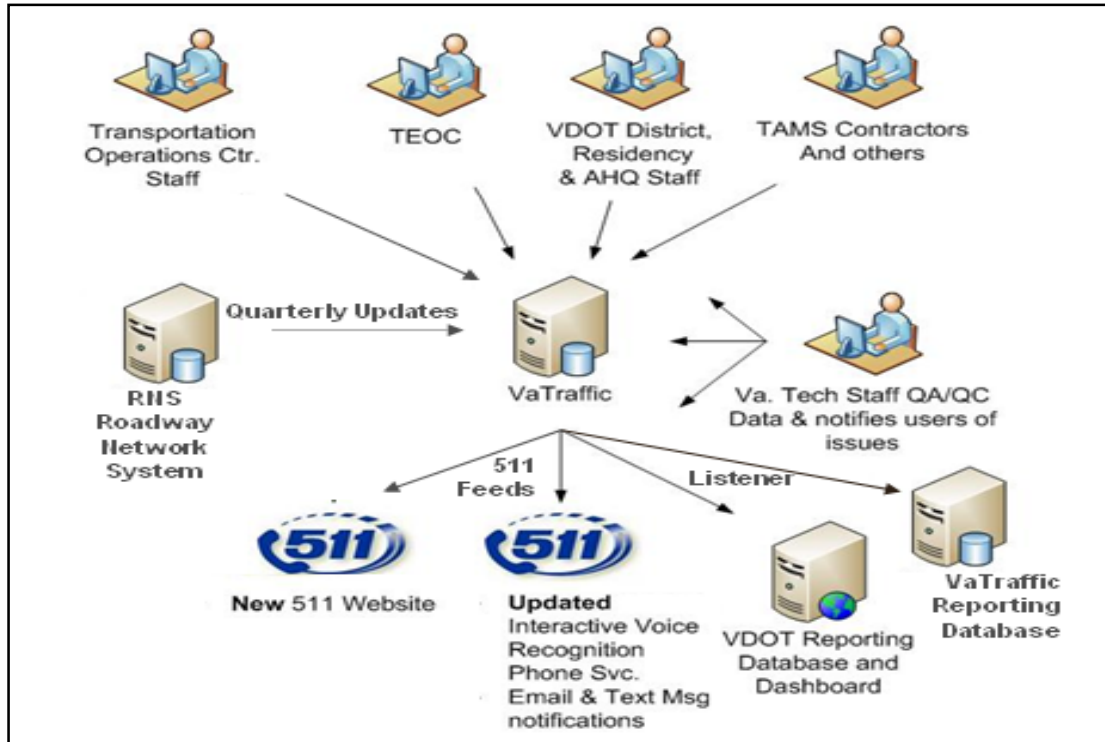 Transportation
Operations Ctr.
Staff
TEOC
VDOT District,
Residency
& AHQ Staff
TAMS Contractors
And others
Quarterly Updates
RNS
Roadway
Network
System
VaTraffic
Va. Tech Staff QA/QC
Data & notifies users of
issues
511
Feeds
Listener
511
New 511 Website
511
Updated
Interactive Voice
Recognition
Phone Svc.
Email & Text Msg
notifications
VDOT Reporting
Database and
Dashboard
VaTraffic
Reporting
Database